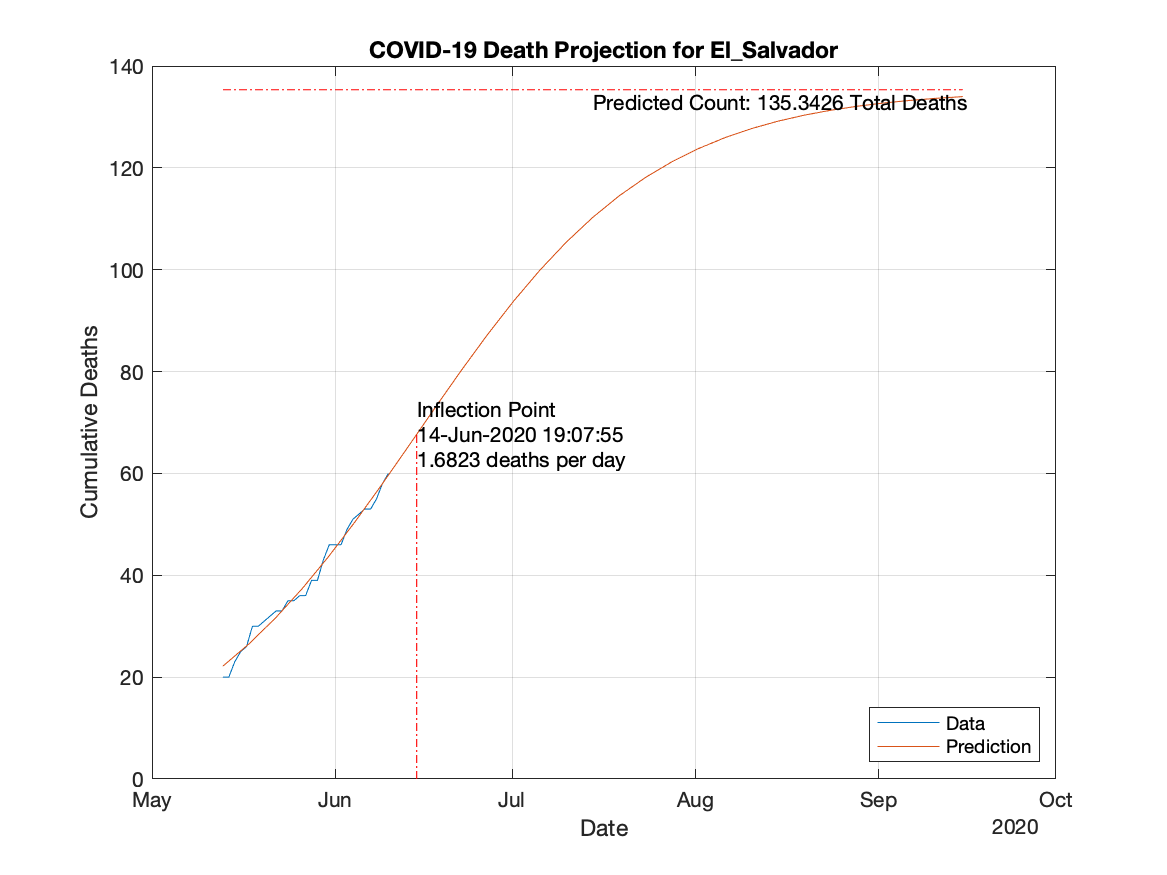 COVID-19 Death Projection for El_Salvador
140
120
100
80
60
40
20
0
Cumulative Deaths
Predicted Count: 135.3426 Total Deaths
Inflection Point
14-Jun-2020 19:07:55
1.6823 deaths per day
Data
Prediction
May Jun Jul Aug Sep Oct
Date
2020